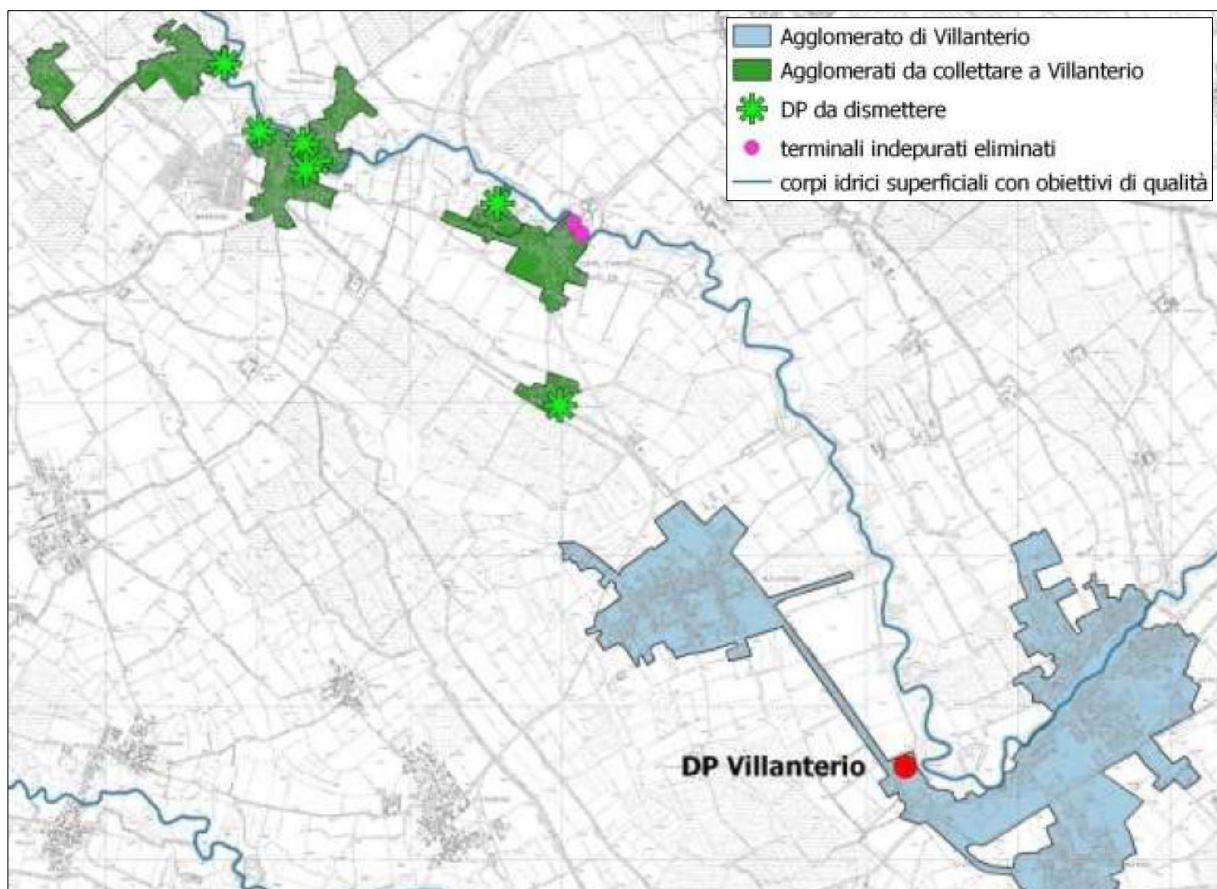 Agglomerato di Villanterio
Agglomerati da collettare a Villanterio
DP da dismettere
terminali indepurati eliminati
corpi idrici superficiali con obiettivi di qualità
DP Villanterio